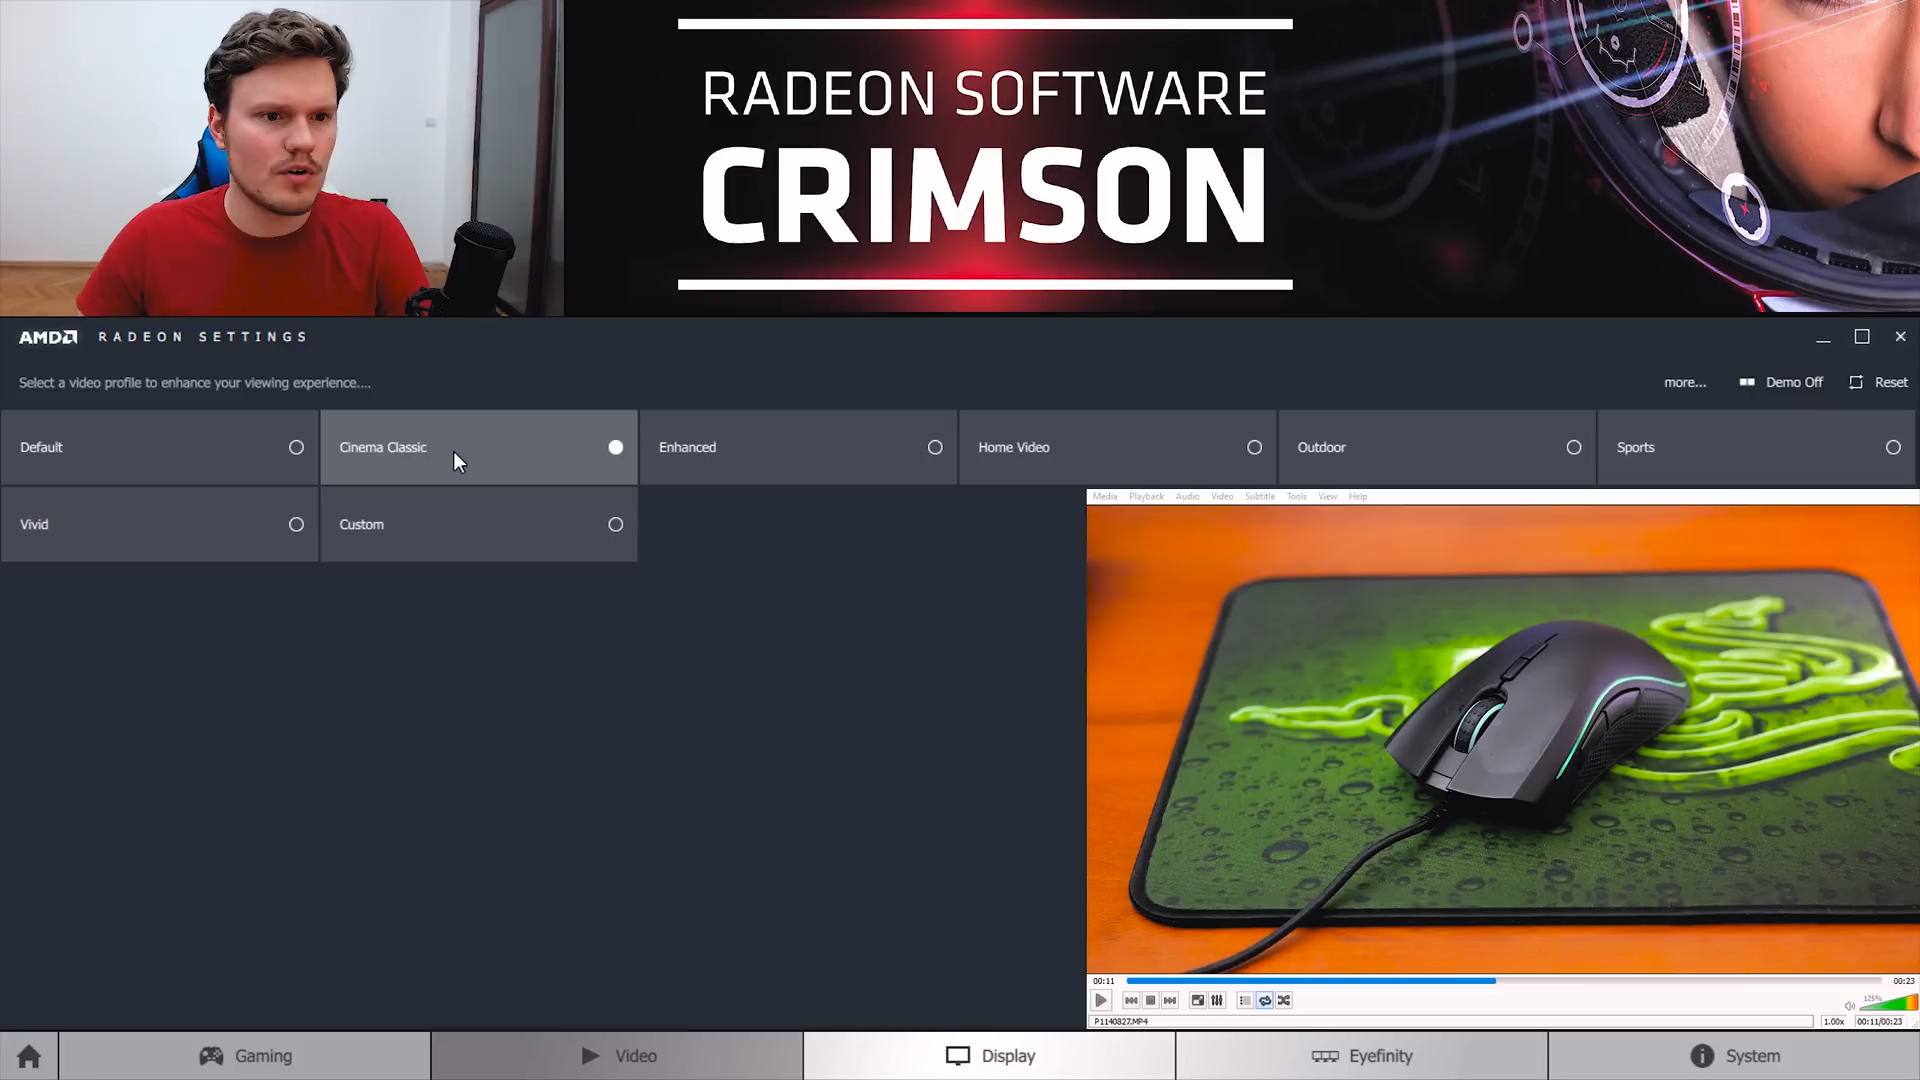 RADEON SOFTWARE
CRIMSON
AMD RADEON SETTINGS
Select a video profile to enhance your viewing experience....
more... Demo Off Reset
Default Cinema Classic Enhanced Home Video Outdoor Sports
Vivid Custom
Media Playback Audio Video Subtitle Tools View Help
00:11 00:23
125%
P1140827.MP4 1.00x 00:11/00:23
Gaming Video Display Eyefinity System